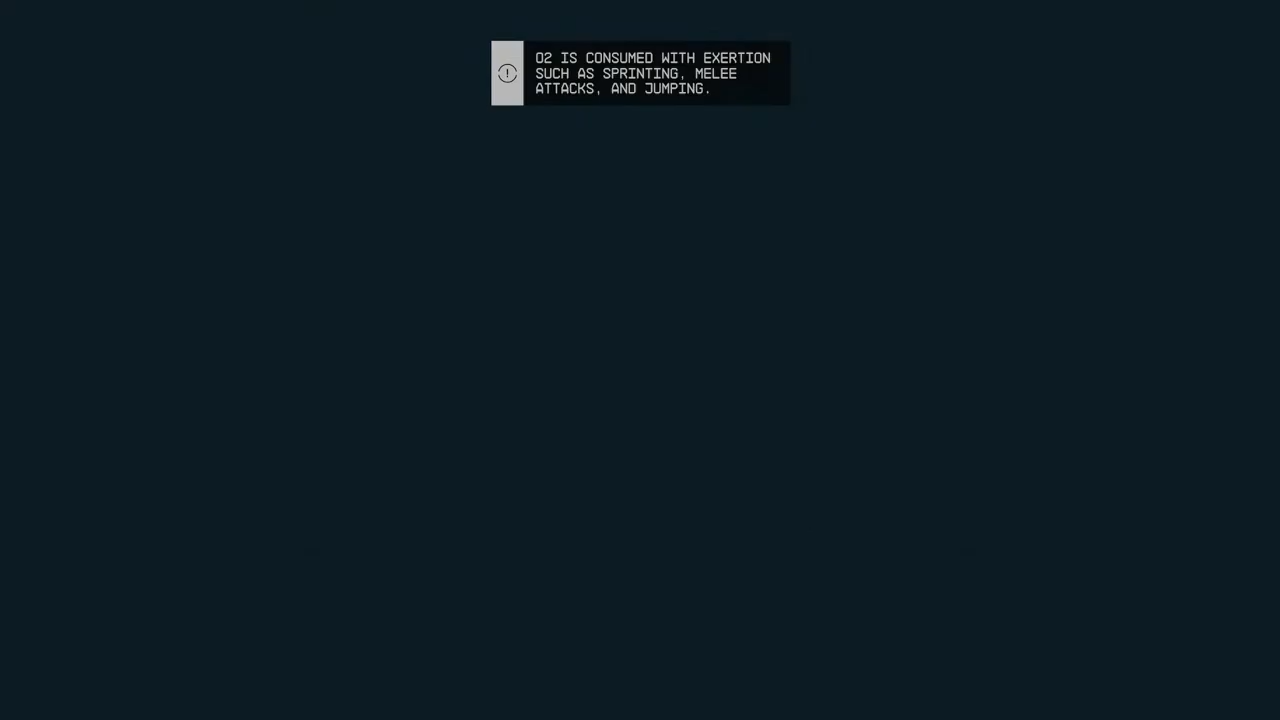 O2 IS CONSUMED WITH EXERTION
SUCH AS SPRINTING, MELEE
ATTACKS, AND JUMPING.